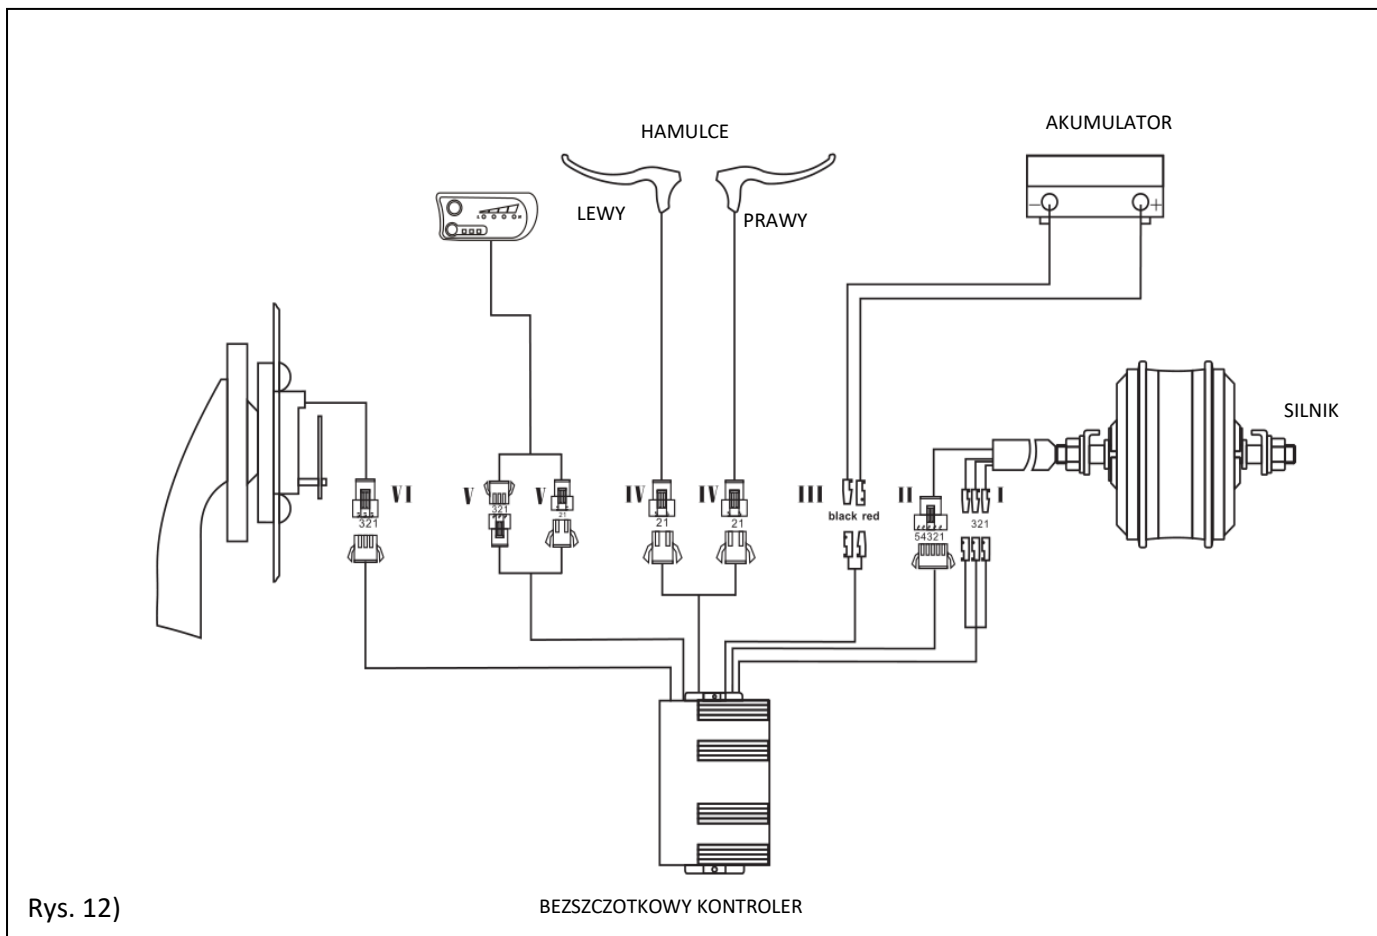 HAMULCE
AKUMULATOR
LEWY
PRAWY
SILNIK
VI
V
V
IV
IV
III
II
I
321
321
21
21
21
black red
54321
321
Rys. 12)
BEZSZCZOTKOWY KONTROLER